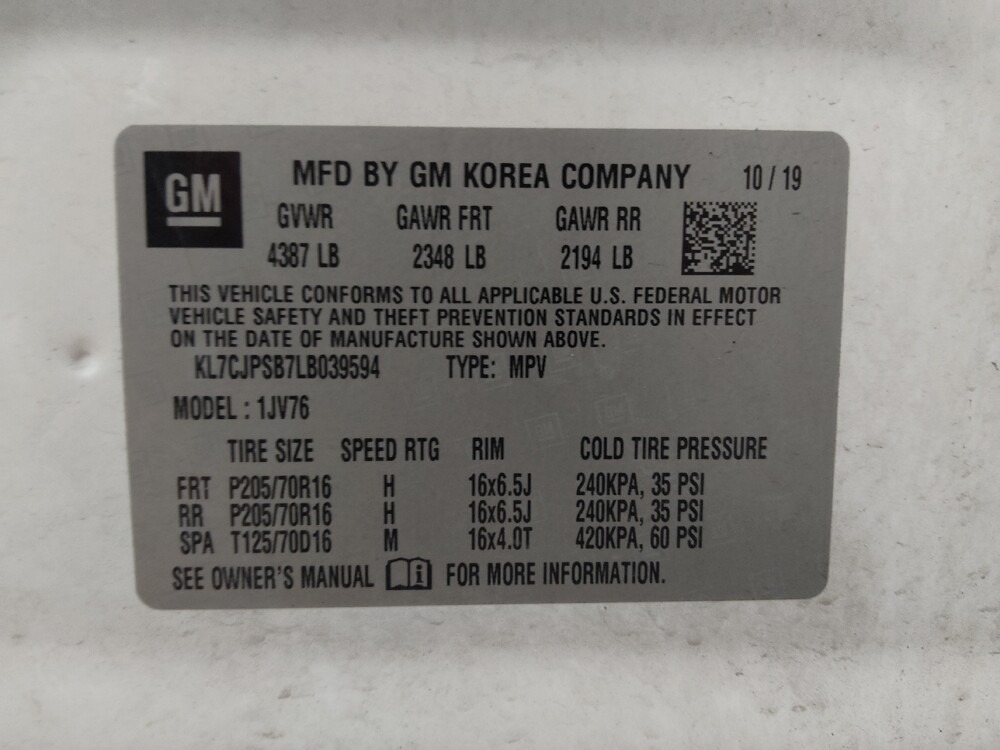 GM
MFD BY GM KOREA COMPANY 10 / 19
GVWR GAWR FRT GAWR RR
4387 LB 2348 LB 2194 LB
THIS VEHICLE CONFORMS TO ALL APPLICABLE U.S. FEDERAL MOTOR
VEHICLE SAFETY AND THEFT PREVENTION STANDARDS IN EFFECT
ON THE DATE OF MANUFACTURE SHOWN ABOVE.
KL7CJPSB7LB039594 TYPE: MPV
MODEL : 1JV76
TIRE SIZE SPEED RTG RIM COLD TIRE PRESSURE
FRT P205/70R16 H 16x6.5J 240KPA, 35 PSI
RR P205/70R16 H 16x6.5J 240KPA, 35 PSI
SPA T125/70D16 M 16x4.0T 420KPA, 60 PSI
SEE OWNER'S MANUAL i FOR MORE INFORMATION.